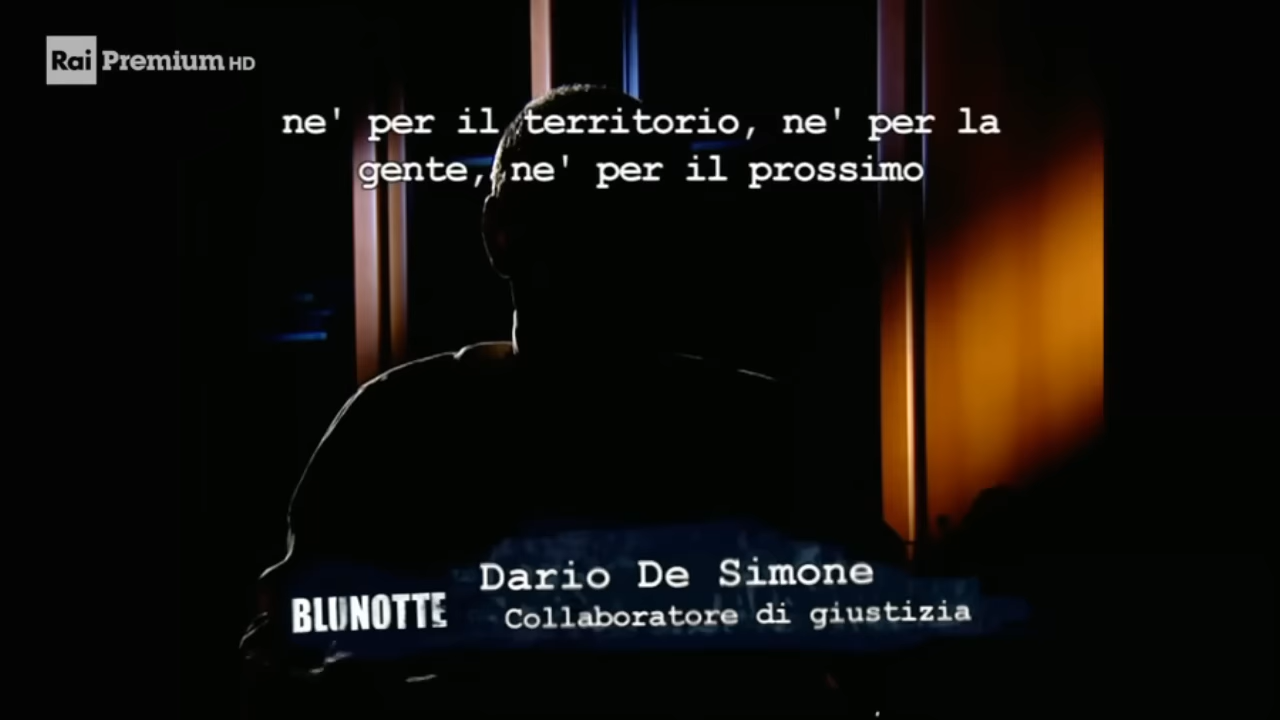 Rai Premium HD
ne' per il territorio, ne' per la
gente, ne' per il prossimo
Dario De Simone
BLUNOTTE
Collaboratore di giustizia